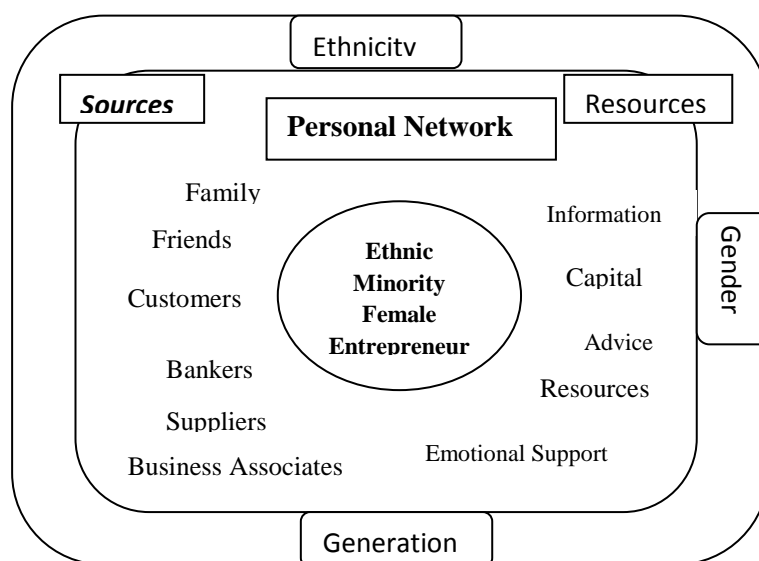 Ethnicity
Sources
Resources
Personal Network
Family
Information
Friends
Gender
Ethnic
Minority
Female
Entrepreneur
Capital
Customers
Advice
Bankers
Resources
Suppliers
Emotional Support
Business Associates
Generation